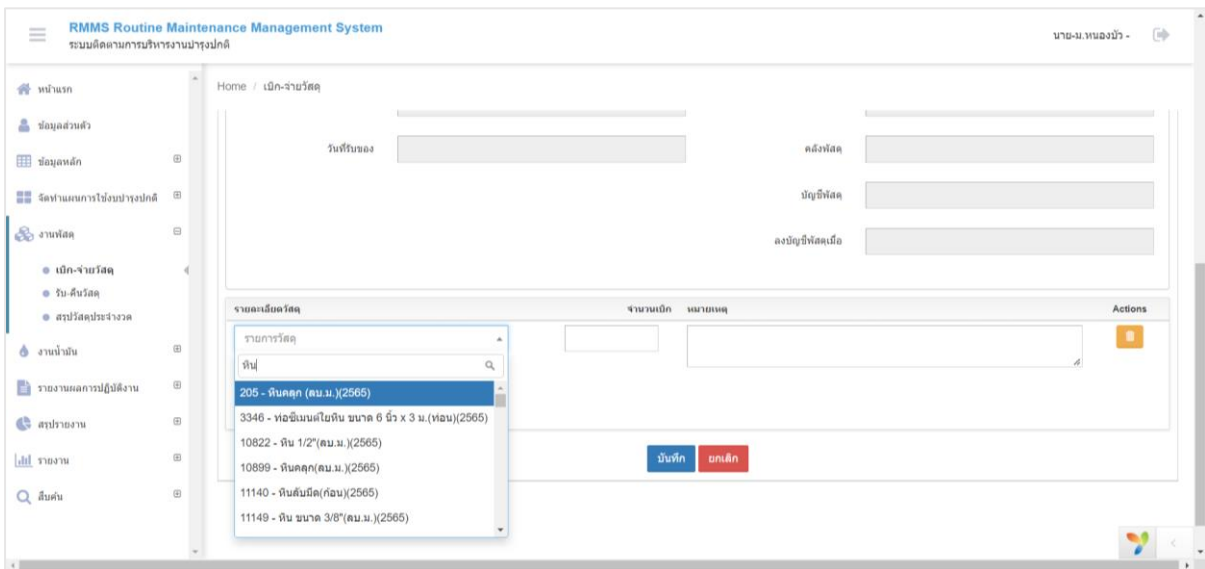 RMMS Routine Maintenance Management System
ระบบติดตามการบริหารงานบำรุงปกติ
นาย-ม.หนองบัว -
หน้าแรก
ข้อมูลส่วนตัว
ข้อมูลหลัก
จัดทำแผนการใช้งบบำรุงปกติ
งานพัสดุ
เบิก-จ่ายวัสดุ
รับ-คืนวัสดุ
สรุปวัสดุประจำงวด
งานน้ำมัน
รายงานผลการปฏิบัติงาน
สรุปรายงาน
รายงาน
สืบค้น
Home / เบิก-จ่ายวัสดุ
วันที่รับของ
คลังพัสดุ
บัญชีพัสดุ
ลงบัญชีพัสดุเมื่อ
รายละเอียดวัสดุ จำนวนเบิก หมายเหตุ Actions
รายการวัสดุ
หิน
205 - หินคลุก (ลบ.ม.)(2565)
3346 - ท่อซีเมนต์ใยหิน ขนาด 6 นิ้ว x 3 ม.(ท่อน)(2565)
10822 - หิน 1/2"(ลบ.ม.)(2565)
10899 - หินคลุก(ลบ.ม.)(2565)
11140 - หินลับมีด(ก้อน)(2565)
11149 - หิน ขนาด 3/8"(ลบ.ม.)(2565)
บันทึก ยกเลิก